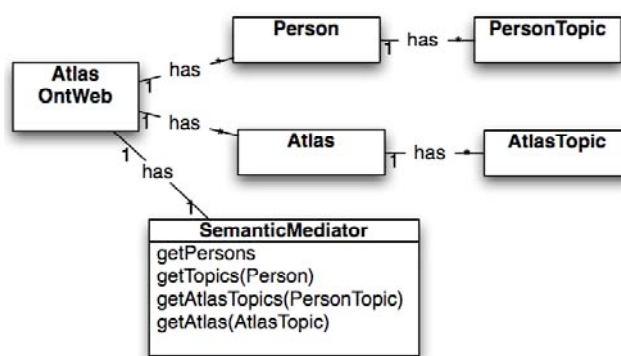 Person
1 has *
PersonTopic
Atlas
OntWeb
1 has *
1 has *
Atlas
1 has *
AtlasTopic
1
has
1
SemanticMediator
getPersons
getTopics(Person)
getAtlasTopics(PersonTopic)
getAtlas(AtlasTopic)